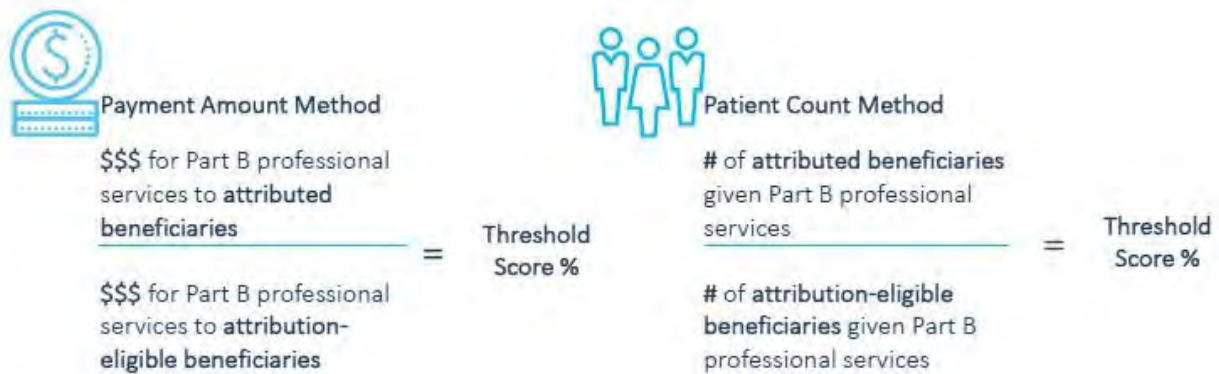 $
Payment Amount Method
$$$ for Part B professional
services to attributed
beneficiaries
$$$ for Part B professional
services to attribution-
eligible beneficiaries
=
Threshold
Score %
Patient Count Method
# of attributed beneficiaries
given Part B professional
services
# of attribution-eligible
beneficiaries given Part B
professional services
=
Threshold
Score %